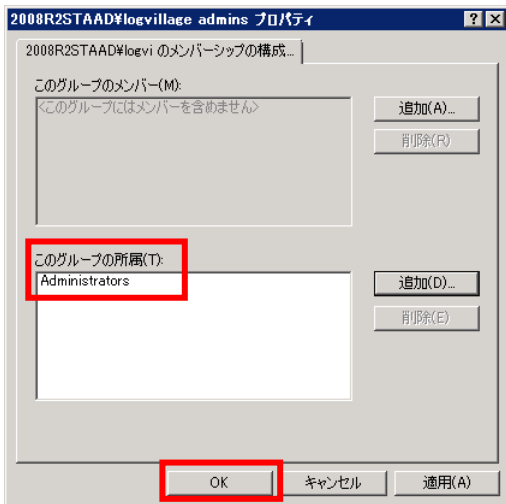 2008R2STAAD¥logvillage admins プロパティ
2008R2STAAD¥logvi のメンバーシップの構成...
このグループのメンバー(M):
<このグループにはメンバーを含めません>
追加(A)...
削除(R)
このグループの所属(T):
Administrators
追加(D)...
削除(E)
OK
キャンセル
適用(A)